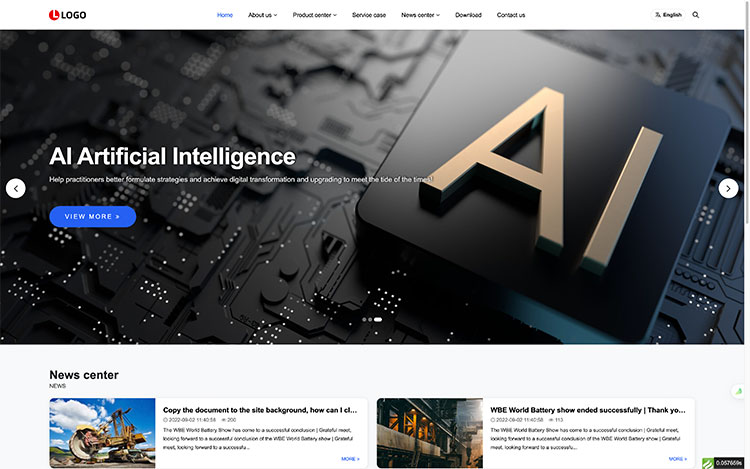 LOGO
Home
About us
Product center
Service case
News center
Download
Contact us
English
AI
AI Artificial Intelligence
Help practitioners better formulate strategies and achieve digital transformation and upgrading to meet the tide of the times!
VIEW MORE »
News center
NEWS
Copy the document to the site background, how can I cl...
2022-09-02 11:40:58 200
The WBE World Battery Show has come to a successful conclusion | Grateful
meet, looking forward to a successful conclusion of the WBE World Battery Show | Grateful
meet, looking forward to a successful...
MORE »
WBE World Battery show ended successfully | Thank yo...
2022-09-02 11:40:58 113
The WBE World Battery Show has come to a successful conclusion | Grateful
meet, looking forward to a successful conclusion of the WBE World Battery Show | Grateful
meet, looking forward to a successful...
MORE »
0.057659s